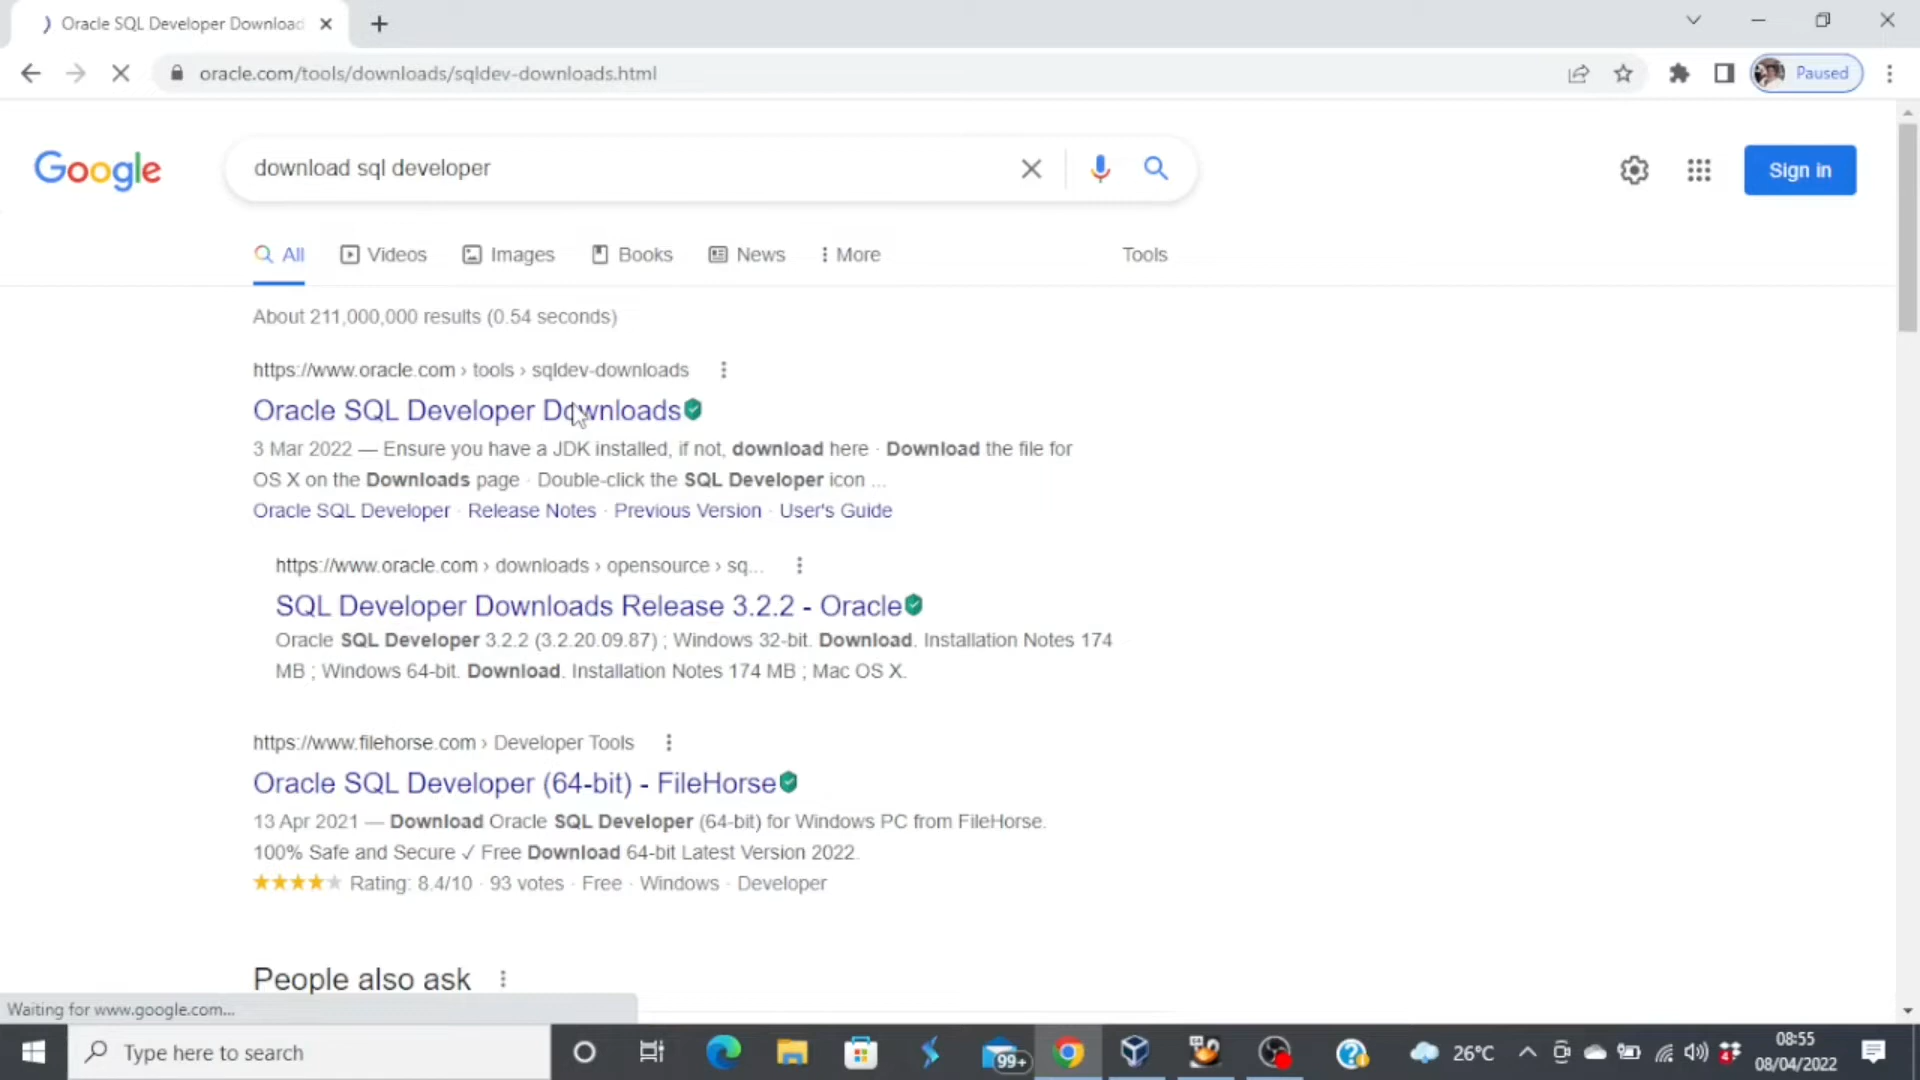 Oracle SQL Developer Download
oracle.com/tools/downloads/sqldev-downloads.html
Paused
Google
download sql developer
Sign in
All
Videos
Images
Books
News
More
Tools
About 211,000,000 results (0.54 seconds)
https://www.oracle.com › tools › sqldev-downloads
Oracle SQL Developer Downloads
3 Mar 2022 — Ensure you have a JDK installed, if not, download here · Download the file for
OS X on the Downloads page · Double-click the SQL Developer icon ...
Oracle SQL Developer · Release Notes · Previous Version · User's Guide
https://www.oracle.com › downloads › opensource › sq...
SQL Developer Downloads Release 3.2.2 - Oracle
Oracle SQL Developer 3.2.2 (3.2.20.09.87) ; Windows 32-bit. Download. Installation Notes 174
MB ; Windows 64-bit. Download. Installation Notes 174 MB ; Mac OS X.
https://www.filehorse.com › Developer Tools
Oracle SQL Developer (64-bit) - FileHorse
13 Apr 2021 — Download Oracle SQL Developer (64-bit) for Windows PC from FileHorse.
100% Safe and Secure ✓ Free Download 64-bit Latest Version 2022.
Rating: 8.4/10 · 93 votes · Free · Windows · Developer
People also ask
Waiting for www.google.com...
Type here to search
99+
26°C
08:55
08/04/2022